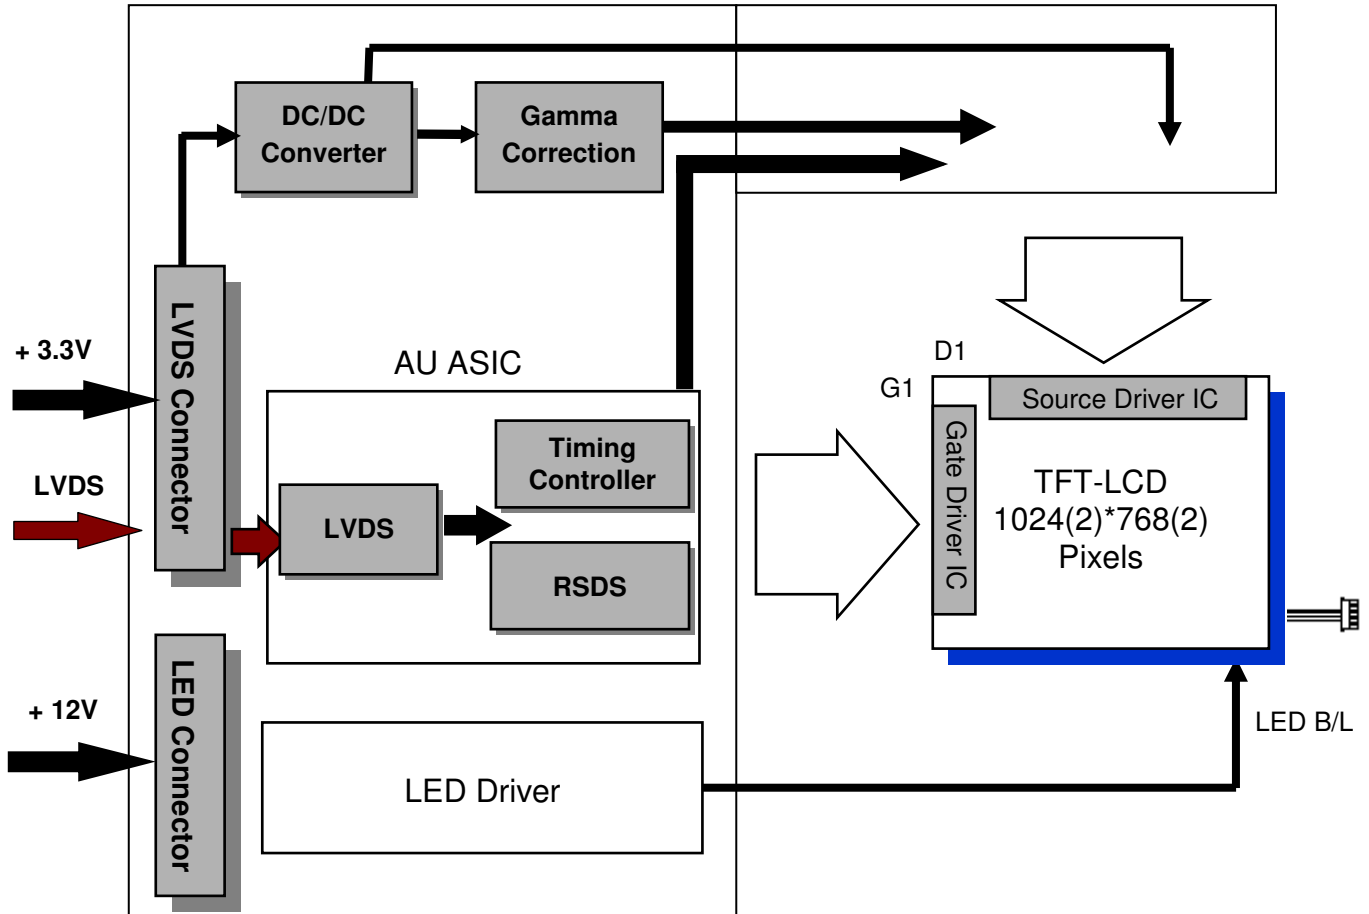 DC/DC
Converter
Gamma
Correction
+ 3.3V
LVDS Connector
AU ASIC
D1
G1
Source Driver IC
Gate Driver IC
TFT-LCD
1024(2)*768(2)
Pixels
Timing
Controller
LVDS
LVDS
RSDS
+ 12V
LED Connector
LED Driver
LED B/L